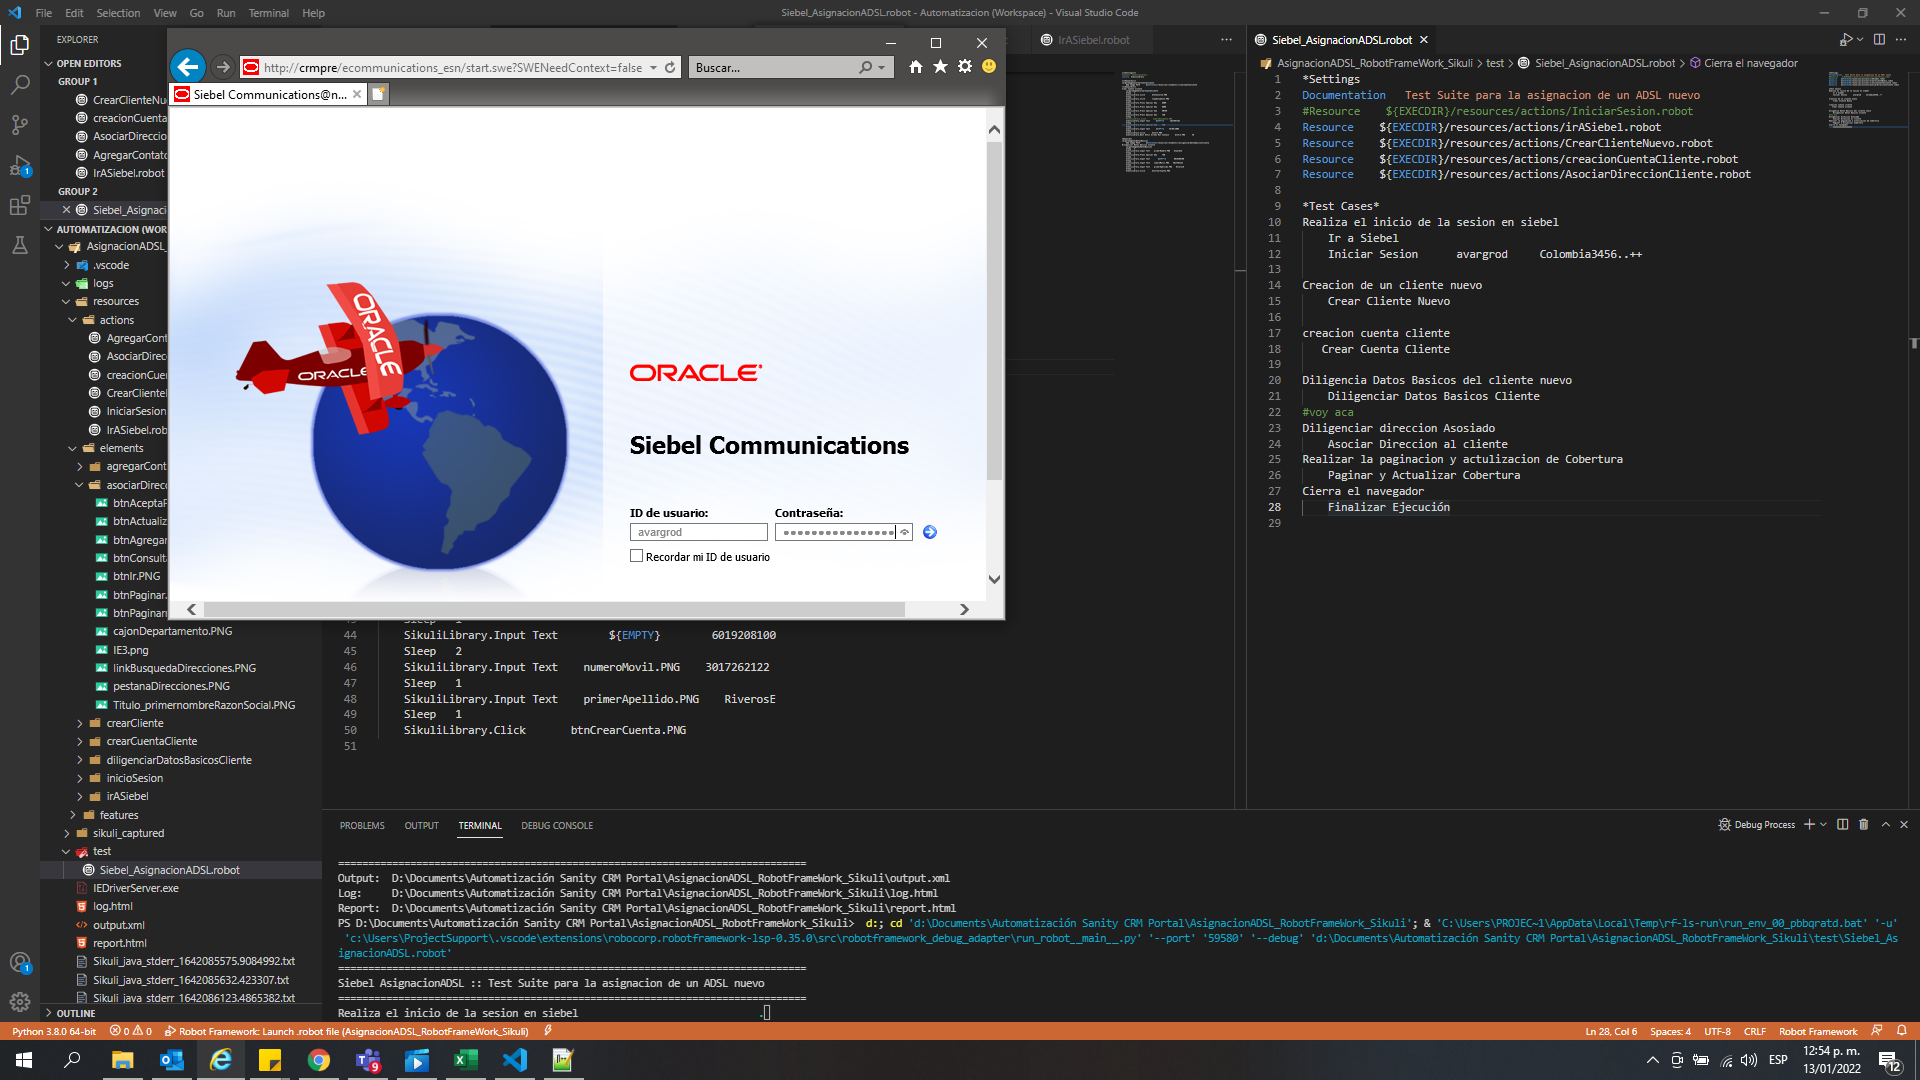 File Edit Selection View Go Run Terminal Help
Siebel_AsignacionADSL.robot - Automatizacion (Workspace) - Visual Studio Code
EXPLORER
OPEN EDITORS
GROUP 1
CrearClienteNu
creacionCuenta
AsociarDireccio
AgregarContato
IrASiebel.robot
GROUP 2
Siebel_Asignaci
AUTOMATIZACION (WOR
AsignacionADSL_
.vscode
logs
resources
actions
AgregarCont
AsociarDirec
creacionCuer
CrearClienteI
IniciarSesion
IrASiebel.rob
elements
agregarCont
asociarDirec
btnAceptaF
btnActualiz
btnAgregar
btnConsult
btnIr.PNG
btnPaginar.
btnPaginar
cajonDepartamento.PNG
IE3.png
linkBusquedaDirecciones.PNG
pestanaDirecciones.PNG
Titulo_primernombreRazonSocial.PNG
crearCliente
crearCuentaCliente
diligenciarDatosBasicosCliente
inicioSesion
irASiebel
features
sikuli_captured
test
Siebel_AsignacionADSL.robot
IEDriverServer.exe
log.html
output.xml
report.html
Sikuli_java_stderr_1642085575.9084992.txt
Sikuli_java_stderr_1642085632.423307.txt
Sikuli_java_stderr_1642086123.4865382.txt
OUTLINE
http://crmpre/ecommunications_esn/start.swe?SWENeedContext=false
Buscar...
Siebel Communications@n...
ORACLE
ORACLE
ORACLE
Siebel Communications
ID de usuario: Contraseña:
avargrod
Recordar mi ID de usuario
IrASiebel.robot
44 SikuliLibrary.Input Text ${EMPTY} 6019208100
45 Sleep 2
46 SikuliLibrary.Input Text numeroMovil.PNG 3017262122
47 Sleep 1
48 SikuliLibrary.Input Text primerApellido.PNG RiverosE
49 Sleep 1
50 SikuliLibrary.Click btnCrearCuenta.PNG
51
Siebel_AsignacionADSL.robot
AsignacionADSL_RobotFrameWork_Sikuli > test > Siebel_AsignacionADSL.robot > Cierra el navegador
1 *Settings
2 Documentation Test Suite para la asignacion de un ADSL nuevo
3 #Resource ${EXECDIR}/resources/actions/IniciarSesion.robot
4 Resource ${EXECDIR}/resources/actions/irASiebel.robot
5 Resource ${EXECDIR}/resources/actions/CrearClienteNuevo.robot
6 Resource ${EXECDIR}/resources/actions/creacionCuentaCliente.robot
7 Resource ${EXECDIR}/resources/actions/AsociarDireccionCliente.robot
8
9 *Test Cases*
10 Realiza el inicio de la sesion en siebel
11 Ir a Siebel
12 Iniciar Sesion avargrod Colombia3456..++
13
14 Creacion de un cliente nuevo
15 Crear Cliente Nuevo
16
17 creacion cuenta cliente
18 Crear Cuenta Cliente
19
20 Diligencia Datos Basicos del cliente nuevo
21 Diligenciar Datos Basicos Cliente
22 #voy aca
23 Diligenciar direccion Asosiado
24 Asociar Direccion al cliente
25 Realizar la paginacion y actulizacion de Cobertura
26 Paginar y Actualizar Cobertura
27 Cierra el navegador
28 Finalizar Ejecución
29
PROBLEMS OUTPUT TERMINAL DEBUG CONSOLE
Debug Process
Output: D:\Documents\Automatización Sanity CRM Portal\AsignacionADSL_RobotFrameWork_Sikuli\output.xml
Log: D:\Documents\Automatización Sanity CRM Portal\AsignacionADSL_RobotFrameWork_Sikuli\log.html
Report: D:\Documents\Automatización Sanity CRM Portal\AsignacionADSL_RobotFrameWork_Sikuli\report.html
PS D:\Documents\Automatización Sanity CRM Portal\AsignacionADSL_RobotFrameWork_Sikuli> d:; cd 'd:\Documents\Automatización Sanity CRM Portal\AsignacionADSL_RobotFrameWork_Sikuli'; & 'C:\Users\PROJEC~1\AppData\Local\Temp\rf-ls-run\run_env_00_pbbqratd.bat' '-u'
'c:\Users\ProjectSupport\.vscode\extensions\robocorp.robotframework-lsp-0.35.0\src\robotframework_debug_adapter\run_robot__main__.py' '--port' '59580' '--debug' 'd:\Documents\Automatización Sanity CRM Portal\AsignacionADSL_RobotFrameWork_Sikuli\test\Siebel_As
ignacionADSL.robot'
Siebel AsignacionADSL :: Test Suite para la asignacion de un ADSL nuevo
Realiza el inicio de la sesion en siebel .
Python 3.8.0 64-bit 0 0 Robot Framework: Launch .robot file (AsignacionADSL_RobotFrameWork_Sikuli)
Ln 28, Col 6 Spaces: 4 UTF-8 CRLF Robot Framework
ESP
12:54 p. m.
13/01/2022
12